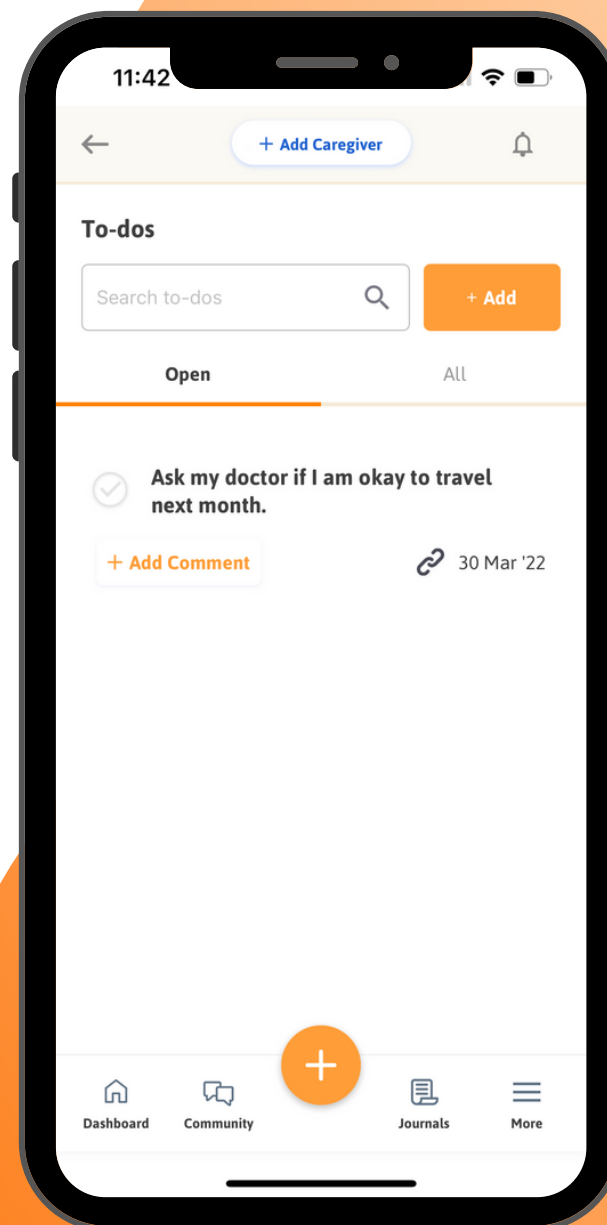 11:42
+ Add Caregiver
To-dos
Search to-dos
+ Add
Open
All
Ask my doctor if I am okay to travel
next month.
+ Add Comment
30 Mar '22
Dashboard
Community
Journals
More